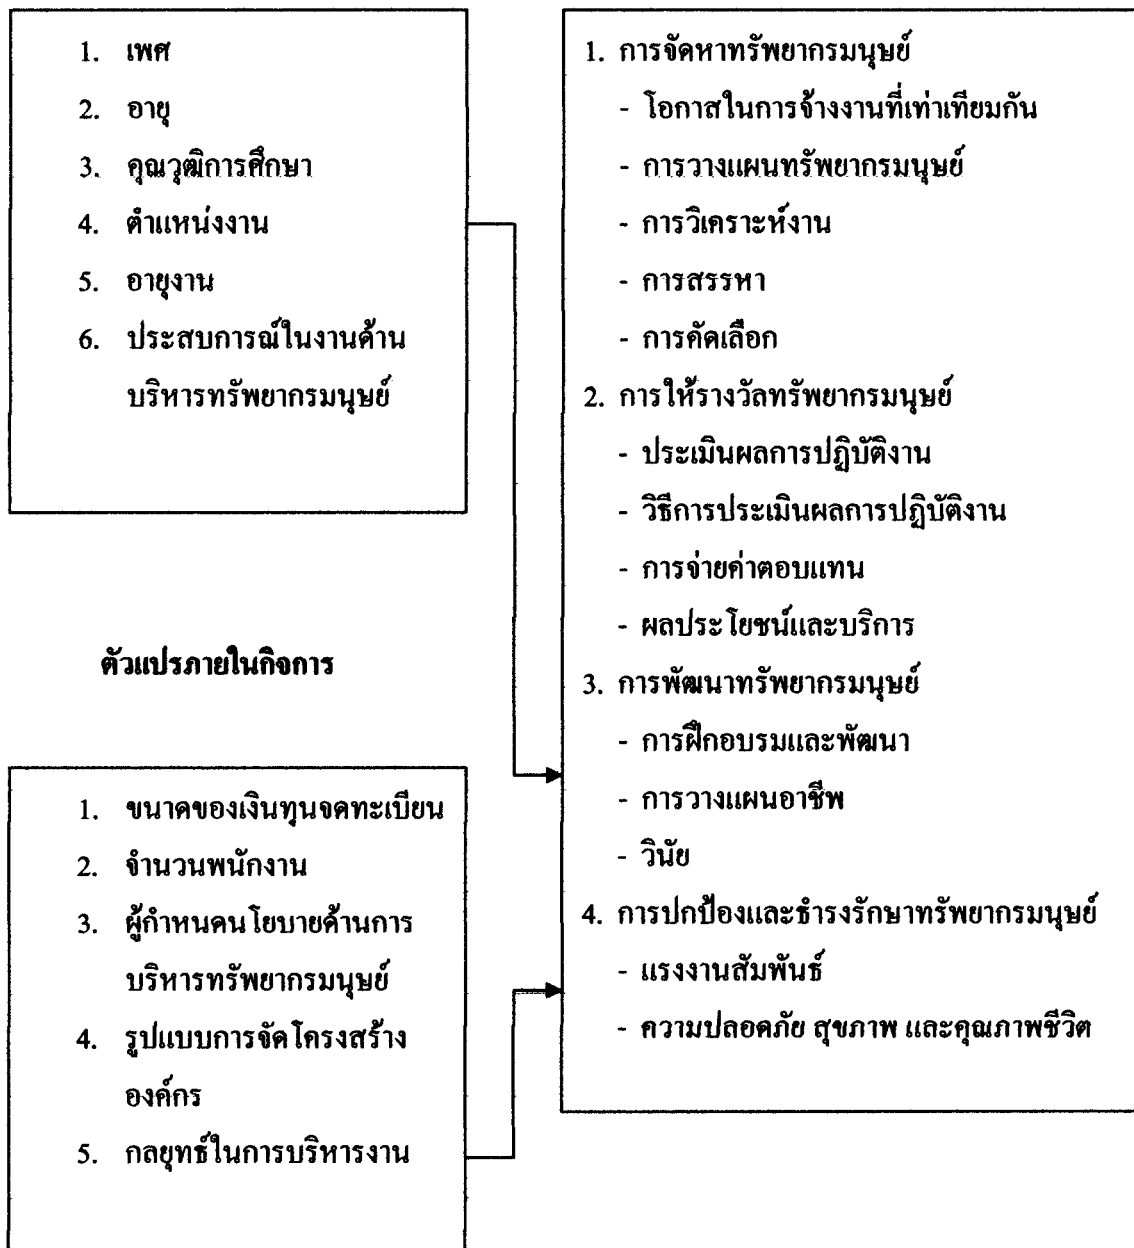 1. เพศ
2. อายุ
3. คุณวุฒิการศึกษา
4. ตำแหน่งงาน
5. อายุงาน
6. ประสบการณ์ในงานด้าน
บริหารทรัพยากรมนุษย์
ตัวแปรภายในกิจการ
1. ขนาดของเงินทุนจดทะเบียน
2. จำนวนพนักงาน
3. ผู้กำหนดนโยบายด้านการ
บริหารทรัพยากรมนุษย์
4. รูปแบบการจัดโครงสร้าง
องค์กร
5. กลยุทธ์ในการบริหารงาน
1. การจัดหาทรัพยากรมนุษย์
- โอกาสในการจ้างงานที่เท่าเทียมกัน
- การวางแผนทรัพยากรมนุษย์
- การวิเคราะห์งาน
- การสรรหา
- การคัดเลือก
2. การให้รางวัลทรัพยากรมนุษย์
- ประเมินผลการปฏิบัติงาน
- วิธีการประเมินผลการปฏิบัติงาน
- การจ่ายค่าตอบแทน
- ผลประโยชน์และบริการ
3. การพัฒนาทรัพยากรมนุษย์
- การฝึกอบรมและพัฒนา
- การวางแผนอาชีพ
- วินัย
4. การปกป้องและธำรงรักษาทรัพยากรมนุษย์
- แรงงานสัมพันธ์
- ความปลอดภัย สุขภาพ และคุณภาพชีวิต